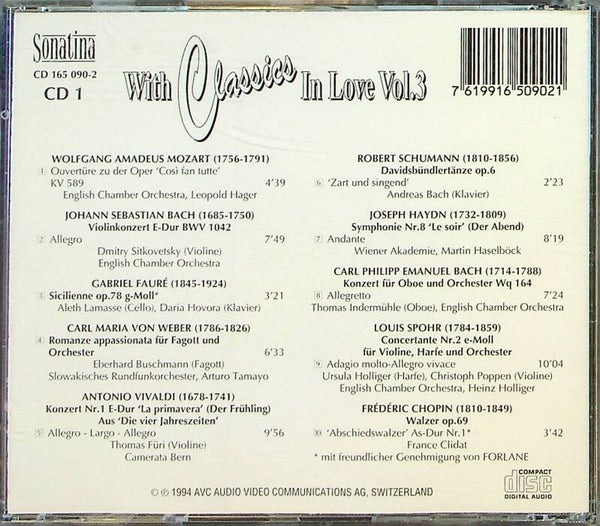 Sonatina
CD 165 090-2
CD 1
With Classics In Love Vol.3
7 619916 509021
WOLFGANG AMADEUS MOZART (1756-1791)
1 Ouvertüre zu der Oper 'Così fan tutte'
KV 589 4'39
English Chamber Orchestra, Leopold Hager
JOHANN SEBASTIAN BACH (1685-1750)
Violinkonzert E-Dur BWV 1042
2 Allegro 7'49
Dmitry Sitkovetsky (Violine)
English Chamber Orchestra
GABRIEL FAURÉ (1845-1924)
3 Sicilienne op.78 g-Moll* 3'21
Aleth Lamasse (Cello), Daria Hovora (Klavier)
CARL MARIA VON WEBER (1786-1826)
4 Romanze appassionata für Fagott und
Orchester 6'33
Eberhard Buschmann (Fagott)
Slowakisches Rundfunkorchester, Arturo Tamayo
ANTONIO VIVALDI (1678-1741)
Konzert Nr.1 E-Dur 'La primavera' (Der Frühling)
Aus 'Die vier Jahreszeiten'
5 Allegro - Largo - Allegro 9'56
Thomas Füri (Violine)
Camerata Bern
ROBERT SCHUMANN (1810-1856)
Davidsbündlertänze op.6
6 'Zart und singend' 2'23
Andreas Bach (Klavier)
JOSEPH HAYDN (1732-1809)
Symphonie Nr.8 'Le soir' (Der Abend)
7 Andante 8'19
Wiener Akademie, Martin Haselböck
CARL PHILIPP EMANUEL BACH (1714-1788)
Konzert für Oboe und Orchester Wq 164
8 Allegretto 7'24
Thomas Indermühle (Oboe), English Chamber Orchestra
LOUIS SPOHR (1784-1859)
Concertante Nr.2 e-Moll
für Violine, Harfe und Orchester
9 Adagio molto-Allegro vivace 10'04
Ursula Holliger (Harfe), Christoph Poppen (Violine)
English Chamber Orchestra, Heinz Holliger
FRÉDÉRIC CHOPIN (1810-1849)
Walzer op.69
10 'Abschiedswalzer' As-Dur Nr.1* 3'42
France Clidat
* mit freundlicher Genehmigung von FORLANE
© ℗ 1994 AVC AUDIO VIDEO COMMUNICATIONS AG, SWITZERLAND
COMPACT
disc
DIGITAL AUDIO